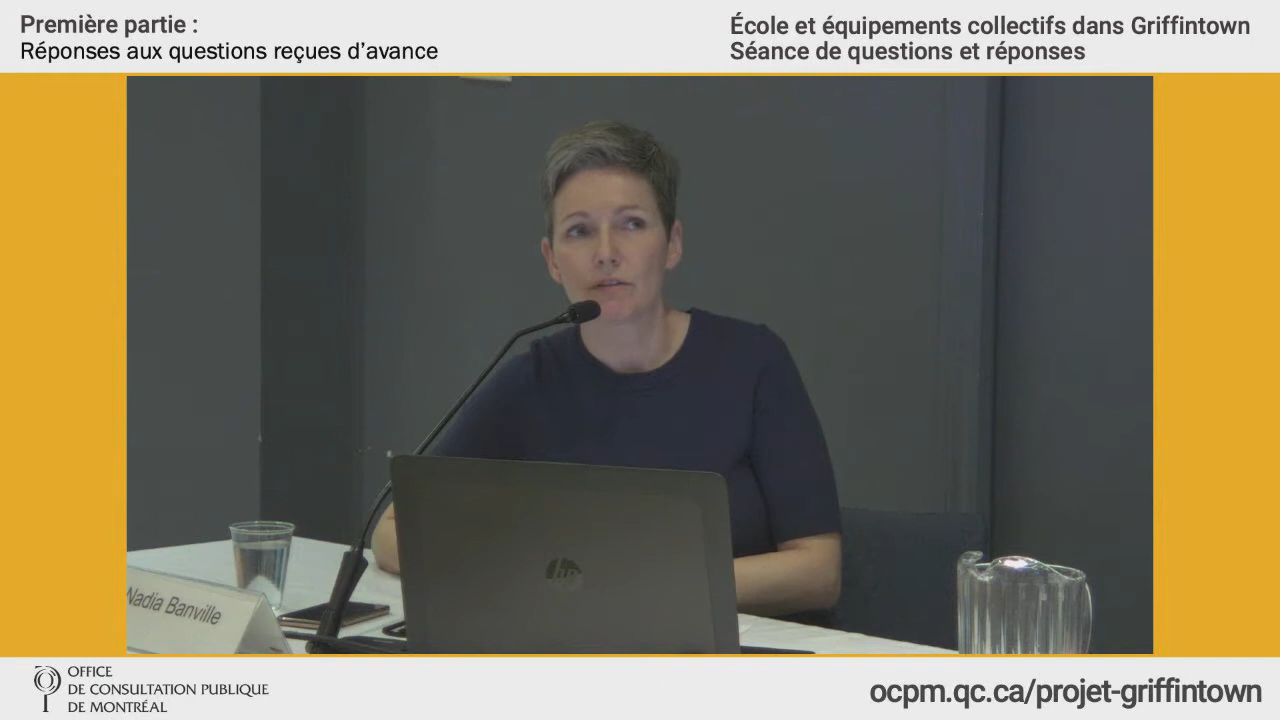 Première partie :
Réponses aux questions reçues d'avance
École et équipements collectifs dans Griffintown
Séance de questions et réponses
hp
Nadia Banville
OFFICE
DE CONSULTATION PUBLIQUE
DE MONTRÉAL
ocpm.qc.ca/projet-griffintown